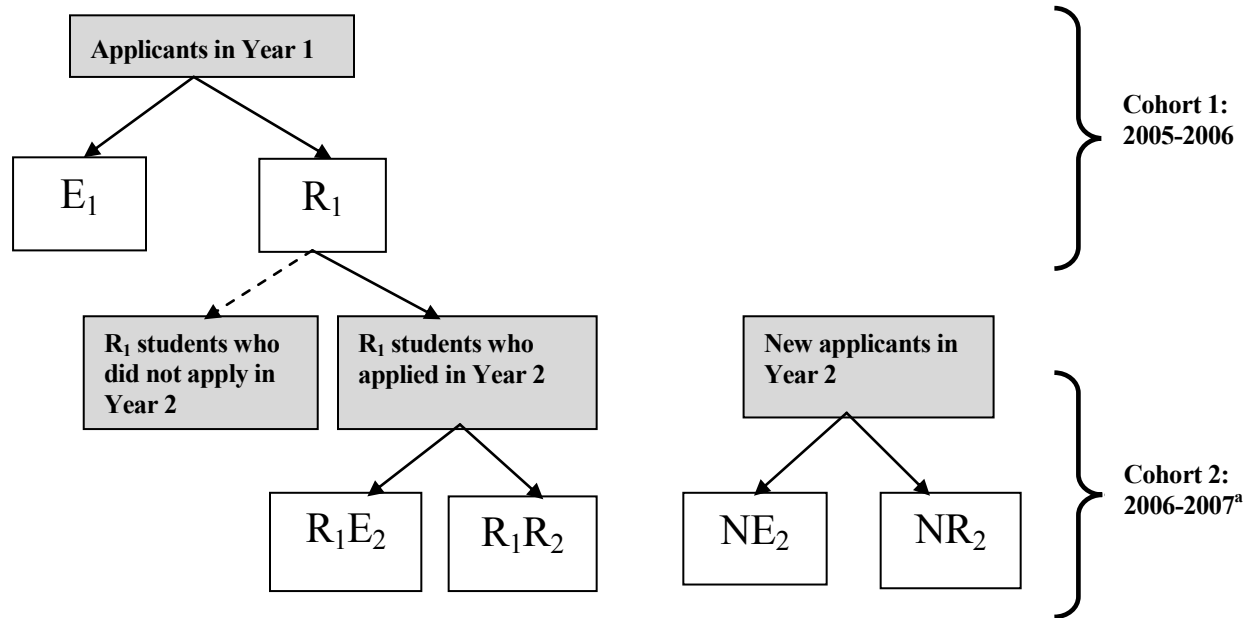 Applicants in Year 1
Cohort 1:
2005-2006
E₁
R₁
R₁ students who
did not apply in
Year 2
R₁ students who
applied in Year 2
New applicants in
Year 2
Cohort 2:
2006-2007ᵃ
R₁E₂
R₁R₂
NE₂
NR₂